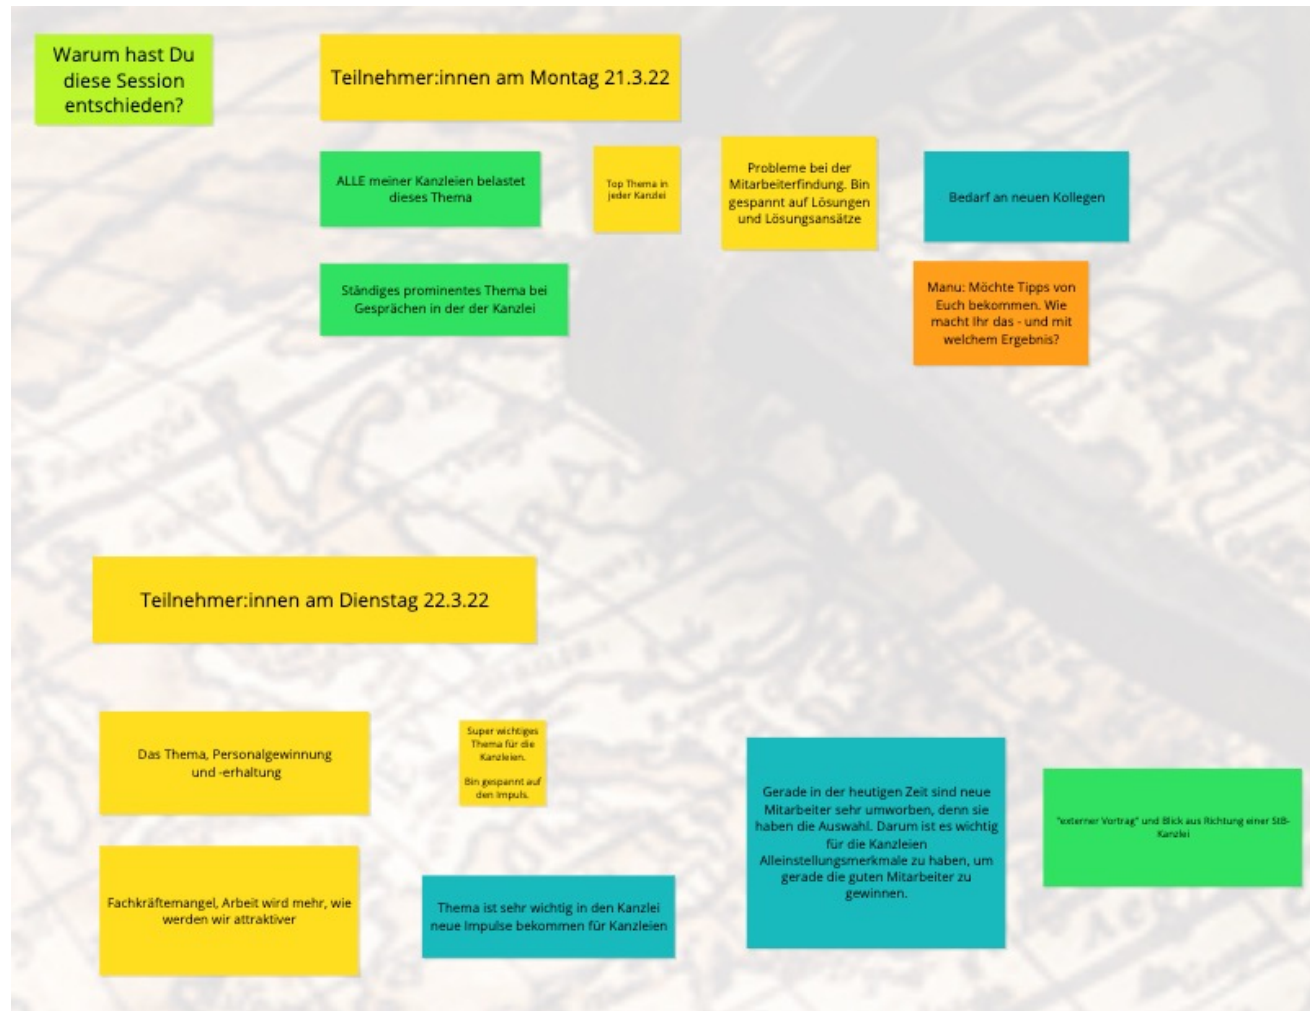 Warum hast Du
diese Session
entschieden?
Teilnehmer:innen am Montag 21.3.22
ALLE meiner Kanzleien belastet
dieses Thema
Top Thema in
jeder Kanzlei
Probleme bei der
Mitarbeiterfindung. Bin
gespannt auf Lösungen
und Lösungsansätze
Bedarf an neuen Kollegen
Ständiges prominentes Thema bei
Gesprächen in der der Kanzlei
Manu: Möchte Tipps von
Euch bekommen. Wie
macht Ihr das - und mit
welchem Ergebnis?
Teilnehmer:innen am Dienstag 22.3.22
Das Thema, Personalgewinnung
und -erhaltung
Super wichtiges
Thema für die
Kanzleien.
Bin gespannt auf
den Impuls.
Gerade in der heutigen Zeit sind neue
Mitarbeiter sehr umworben, denn sie
haben die Auswahl. Darum ist es wichtig
für die Kanzleien
Alleinstellungsmerkmale zu haben, um
gerade die guten Mitarbeiter zu
gewinnen.
"externer Vortrag" und Blick aus Richtung einer StB-
Kanzlei
Fachkräftemangel, Arbeit wird mehr, wie
werden wir attraktiver
Thema ist sehr wichtig in den Kanzlei
neue Impulse bekommen für Kanzleien